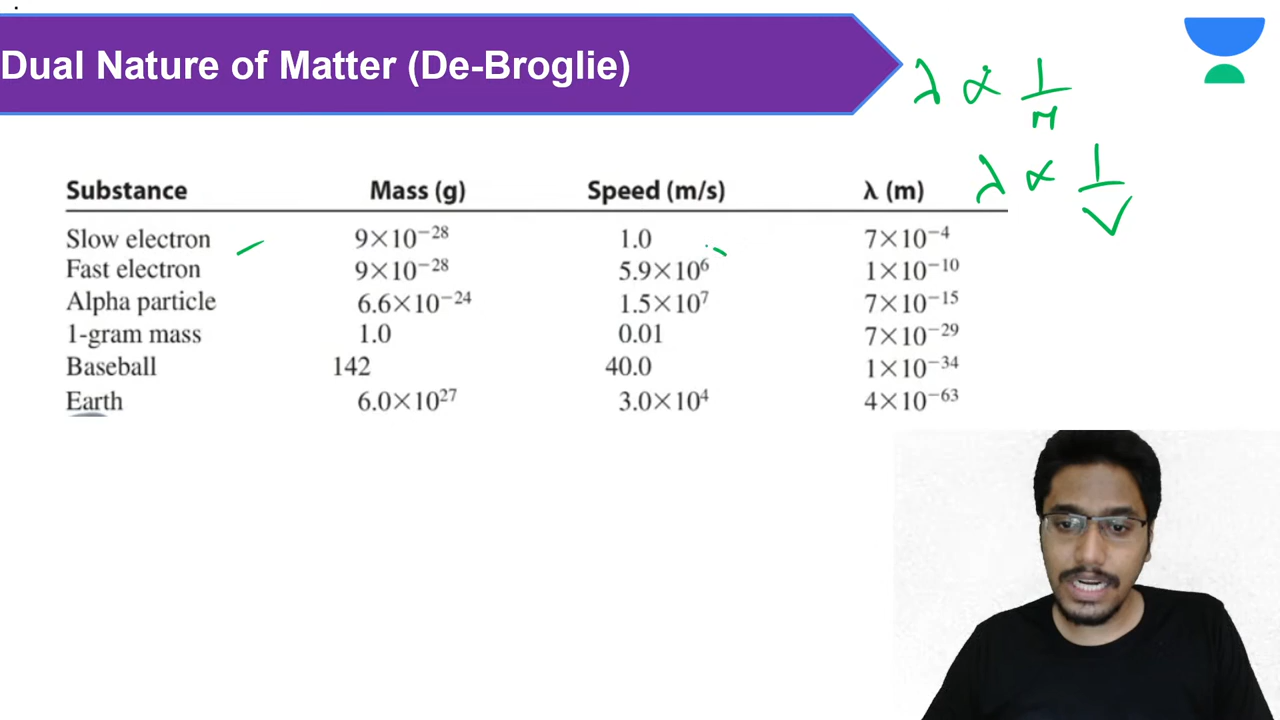 Dual Nature of Matter (De-Broglie)
λ ∝ 1/M
λ ∝ 1/V
Substance Mass (g) Speed (m/s) λ (m)
Slow electron 9×10⁻²⁸ 1.0 7×10⁻⁴
Fast electron 9×10⁻²⁸ 5.9×10⁶ 1×10⁻¹⁰
Alpha particle 6.6×10⁻²⁴ 1.5×10⁷ 7×10⁻¹⁵
1-gram mass 1.0 0.01 7×10⁻²⁹
Baseball 142 40.0 1×10⁻³⁴
Earth 6.0×10²⁷ 3.0×10⁴ 4×10⁻⁶³